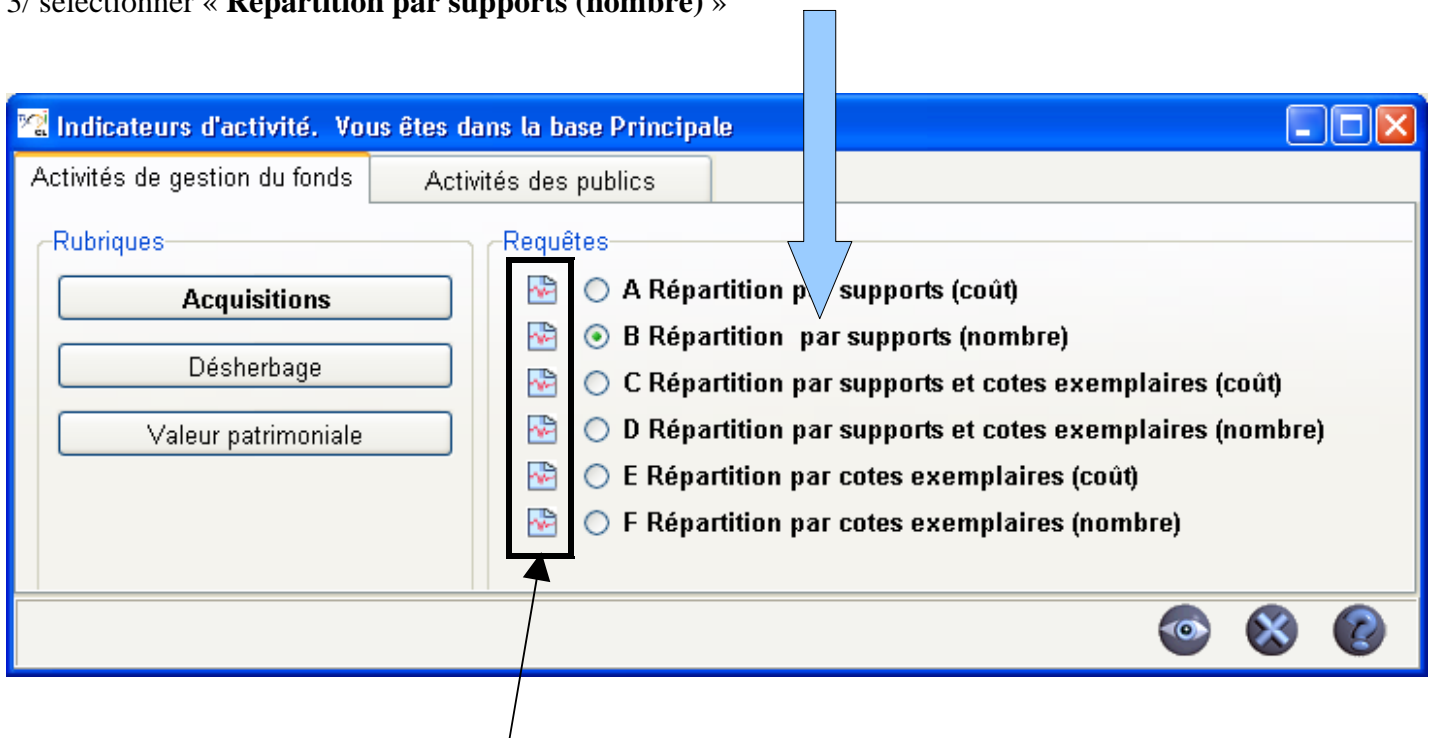 3/ sélectionner « Répartition par supports (nombre) »
Indicateurs d'activité. Vous êtes dans la base Principale
Activités de gestion du fonds Activités des publics
Rubriques
Acquisitions
Désherbage
Valeur patrimoniale
Requêtes
A Répartition par supports (coût)
B Répartition par supports (nombre)
C Répartition par supports et cotes exemplaires (coût)
D Répartition par supports et cotes exemplaires (nombre)
E Répartition par cotes exemplaires (coût)
F Répartition par cotes exemplaires (nombre)